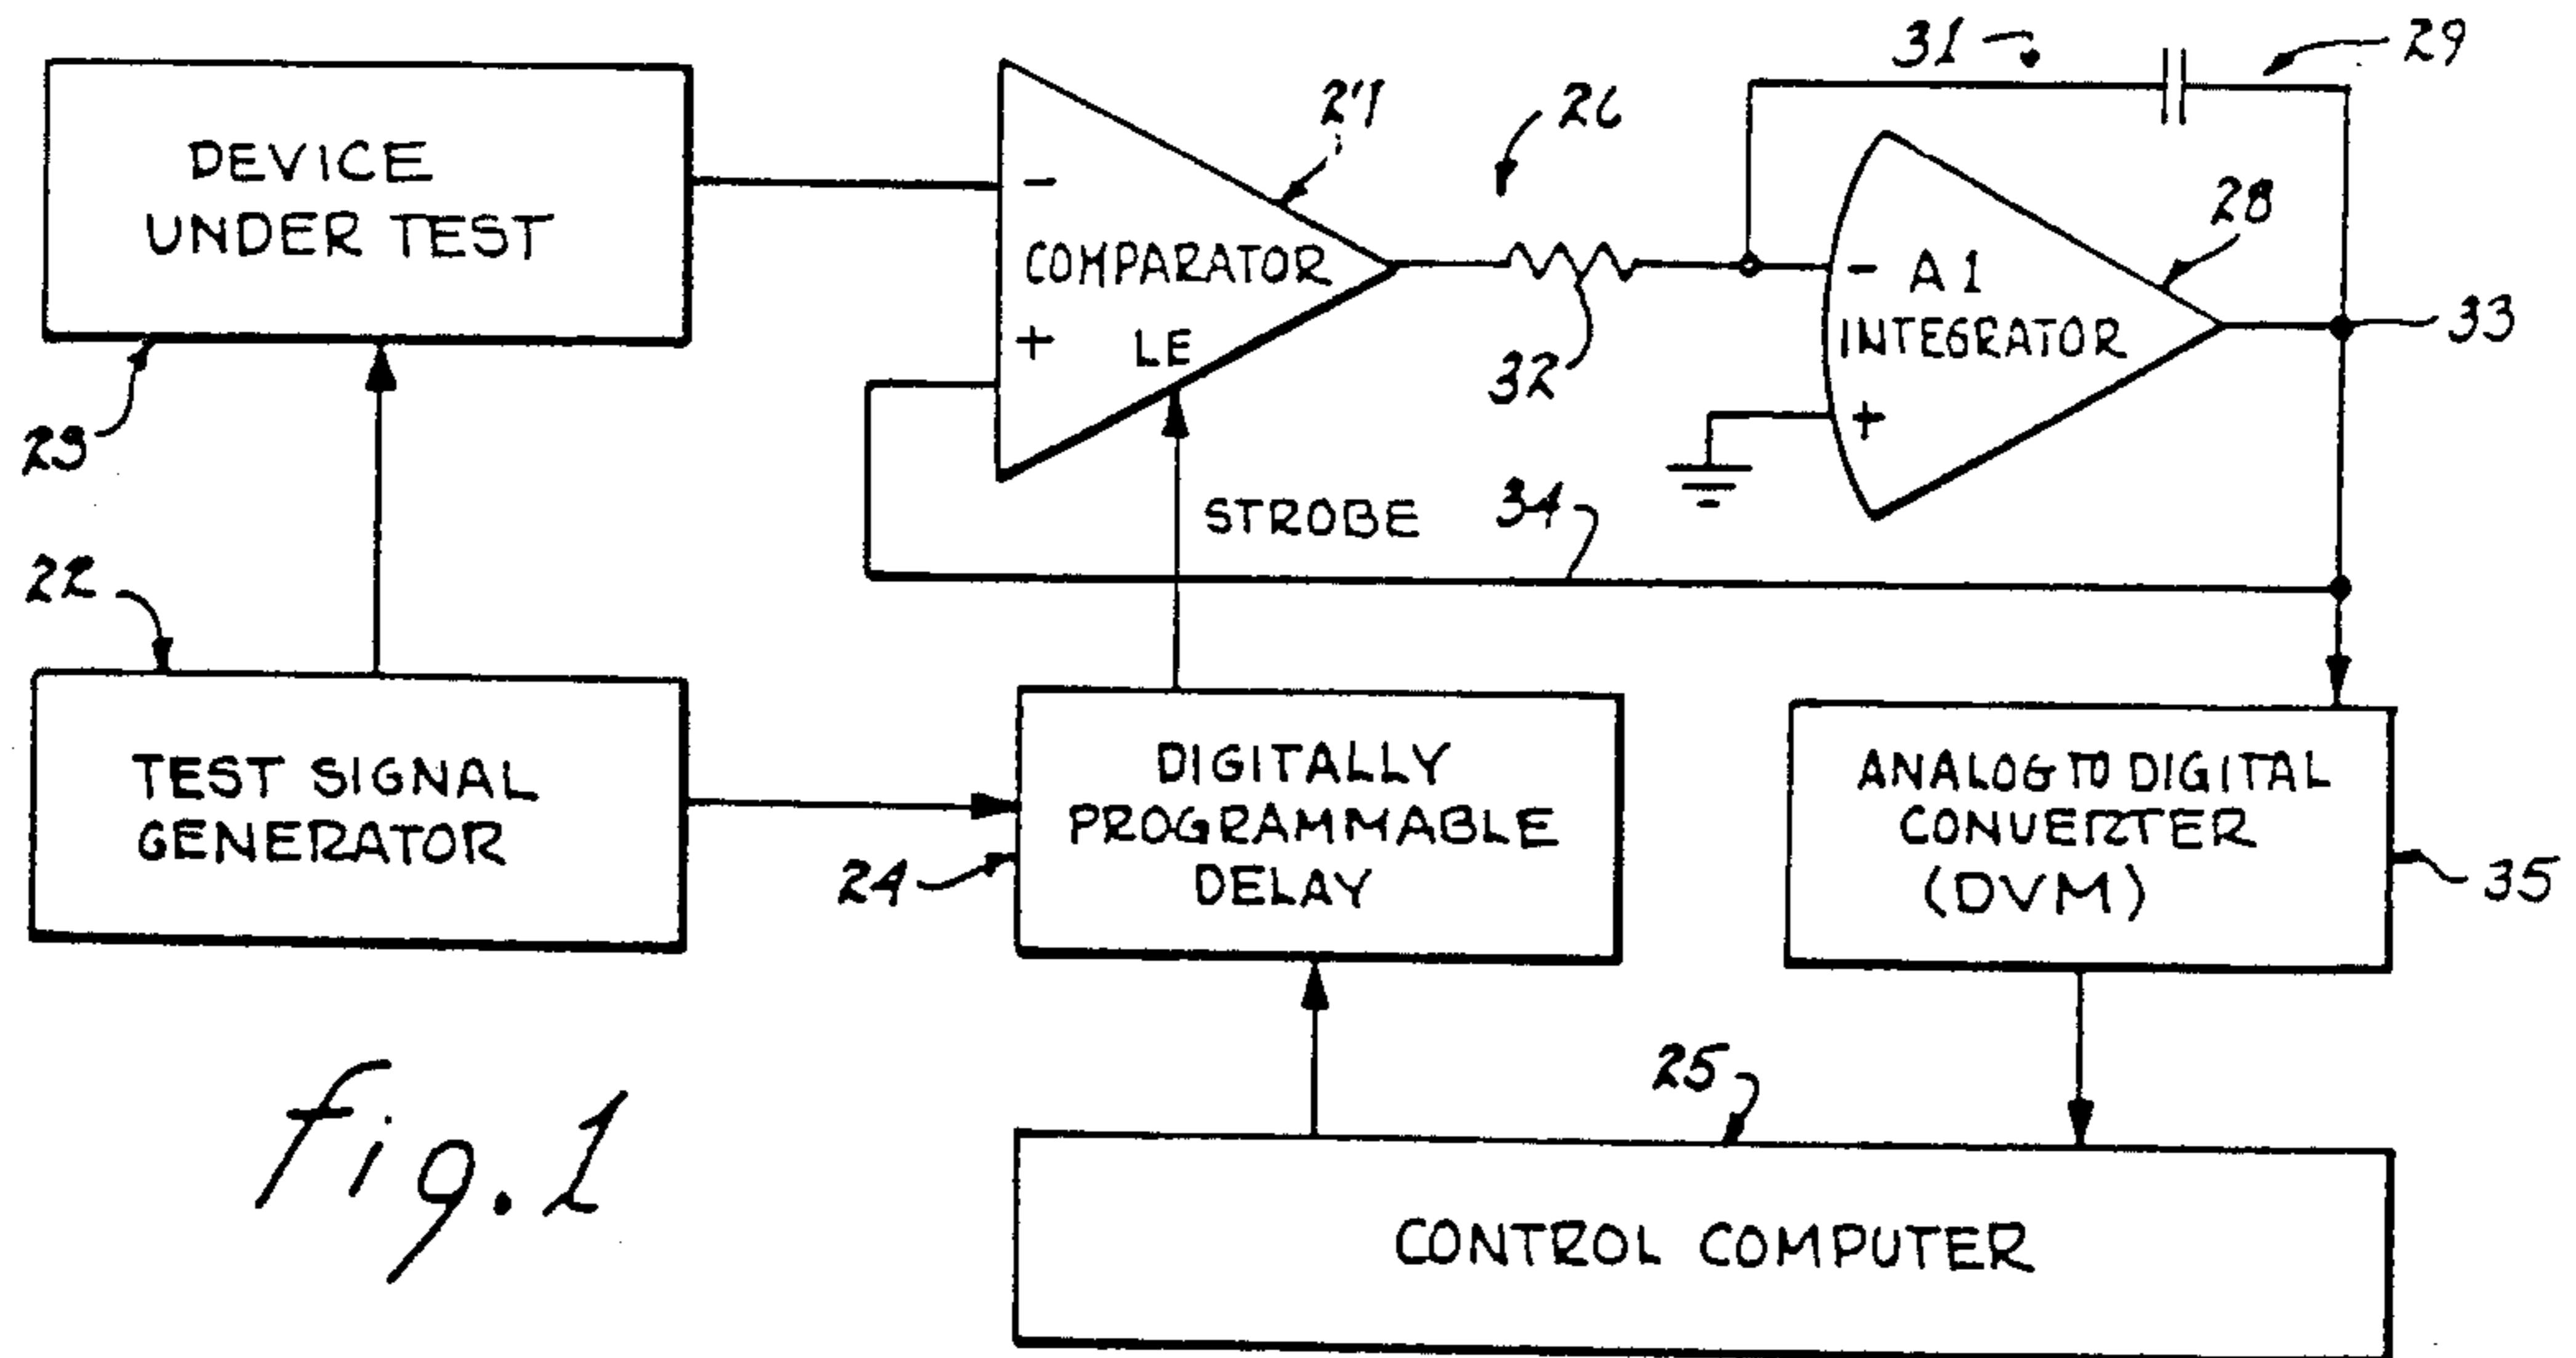 31
29
27
26
DEVICE
UNDER TEST
-
COMPARATOR
+
LE
32
28
- A1
INTEGRATOR
+
33
23
STROBE
34
22
TEST SIGNAL
GENERATOR
24
DIGITALLY
PROGRAMMABLE
DELAY
ANALOG TO DIGITAL
CONVERTER
(DVM)
35
25
CONTROL COMPUTER
Fig. 1